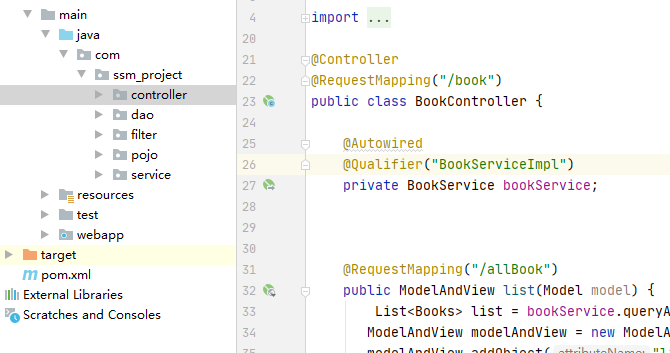 main
java
com
ssm_project
controller
dao
filter
pojo
service
resources
test
webapp
target
pom.xml
External Libraries
Scratches and Consoles
4 import ...
20
21 @Controller
22 @RequestMapping("/book")
23 public class BookController {
24
25 @Autowired
26 @Qualifier("BookServiceImpl")
27 private BookService bookService;
28
29
30
31 @RequestMapping("/allBook")
32 public ModelAndView list(Model model) {
33 List<Books> list = bookService.queryA
34 ModelAndView modelAndView = new ModelA
35 modelAndView.addObject( attributeName: "l